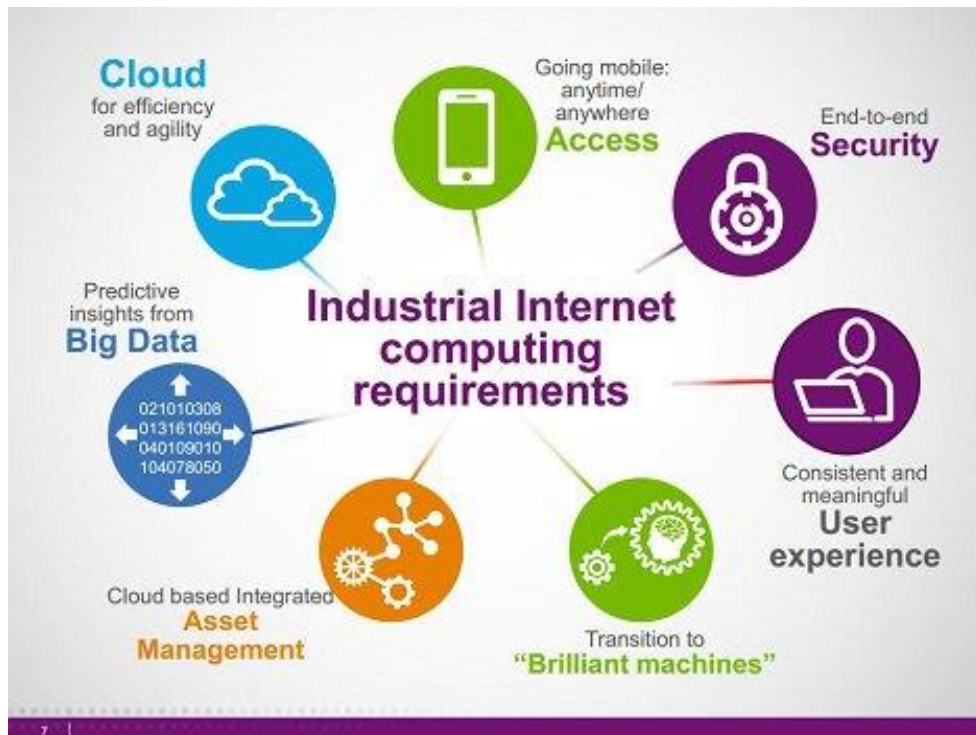 Cloud
for efficiency
and agility
Going mobile:
anytime/
anywhere
Access
End-to-end
Security
Predictive
insights from
Big Data
021010308
013161090
040109010
104078050
Industrial Internet
computing
requirements
Consistent and
meaningful
User
experience
Cloud based Integrated
Asset
Management
Transition to
“Brilliant machines”
7